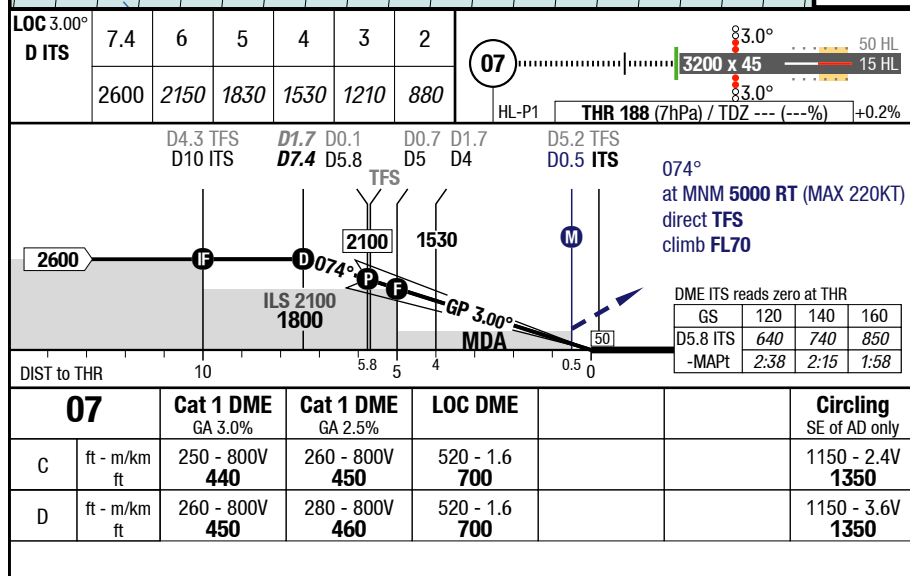 LOC 3.00° 7.4 6 5 4 3 2
D ITS
2600 2150 1830 1530 1210 880
07
3.0°
50 HL
3200 x 45
15 HL
3.0°
HL-P1
THR 188 (7hPa) / TDZ --- (---%)
+0.2%
D4.3 TFS D1.7 D0.1 D0.7 D1.7 D5.2 TFS
D10 ITS D7.4 D5.8 D5 D4 D0.5 ITS
TFS
074°
at MNM 5000 RT (MAX 220KT)
direct TFS
climb FL70
2600
IF
D
074°
P
F
2100
1530
M
ILS 2100
1800
GP 3.00°
MDA
50
DIST to THR 10 5.8 5 4 0.5 0
DME ITS reads zero at THR
GS 120 140 160
D5.8 ITS 640 740 850
-MAPt 2:38 2:15 1:58
07 Cat 1 DME Cat 1 DME LOC DME Circling
GA 3.0% GA 2.5% SE of AD only
C ft - m/km 250 - 800V 260 - 800V 520 - 1.6 1150 - 2.4V
ft 440 450 700 1350
D ft - m/km 260 - 800V 280 - 800V 520 - 1.6 1150 - 3.6V
ft 450 460 700 1350